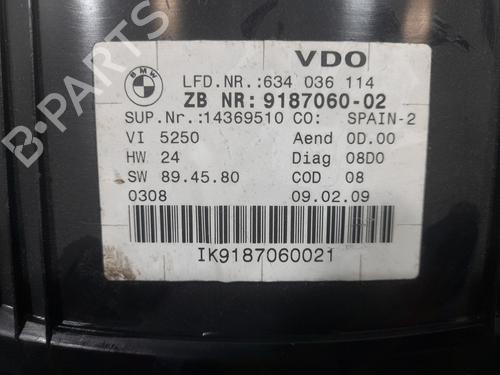 BMW
VDO
LFD.NR.:634 036 114
ZB NR: 9187060-02
SUP.Nr.:14369510 CO: SPAIN-2
VI 5250 Aend 0D.00
HW 24 Diag 08D0
SW 89.45.80 COD 08
0308 09.02.09
IK9187060021